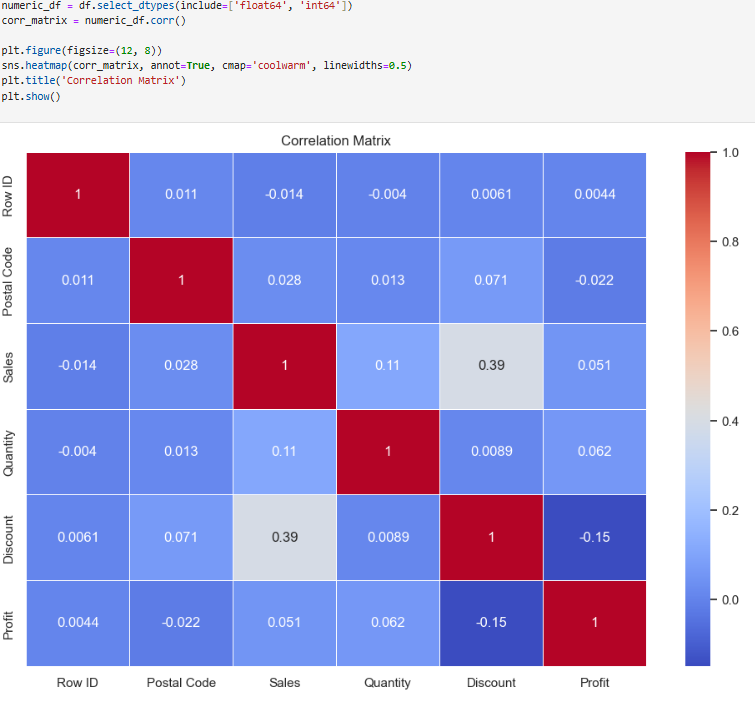 numeric_df = df.select_dtypes(include=['float64', 'int64'])
corr_matrix = numeric_df.corr()
plt.figure(figsize=(12, 8))
sns.heatmap(corr_matrix, annot=True, cmap='coolwarm', linewidths=0.5)
plt.title('Correlation Matrix')
plt.show()
Correlation Matrix
Row ID 1 0.011 -0.014 -0.004 0.0061 0.0044
Postal Code 0.011 1 0.028 0.013 0.071 -0.022
Sales -0.014 0.028 1 0.11 0.39 0.051
Quantity -0.004 0.013 0.11 1 0.0089 0.062
Discount 0.0061 0.071 0.39 0.0089 1 -0.15
Profit 0.0044 -0.022 0.051 0.062 -0.15 1
Row ID Postal Code Sales Quantity Discount Profit
1.0
0.8
0.6
0.4
0.2
0.0